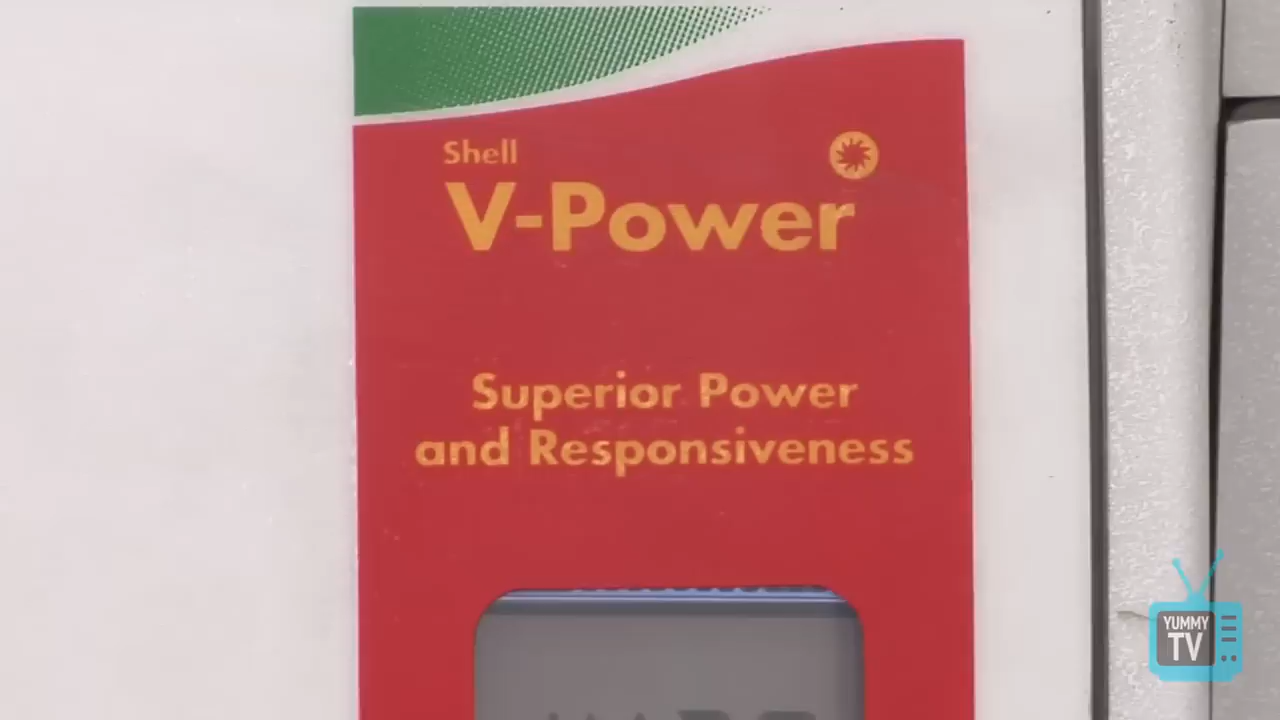 Shell
V-Power
Superior Power
and Responsiveness
YUMMY
TV